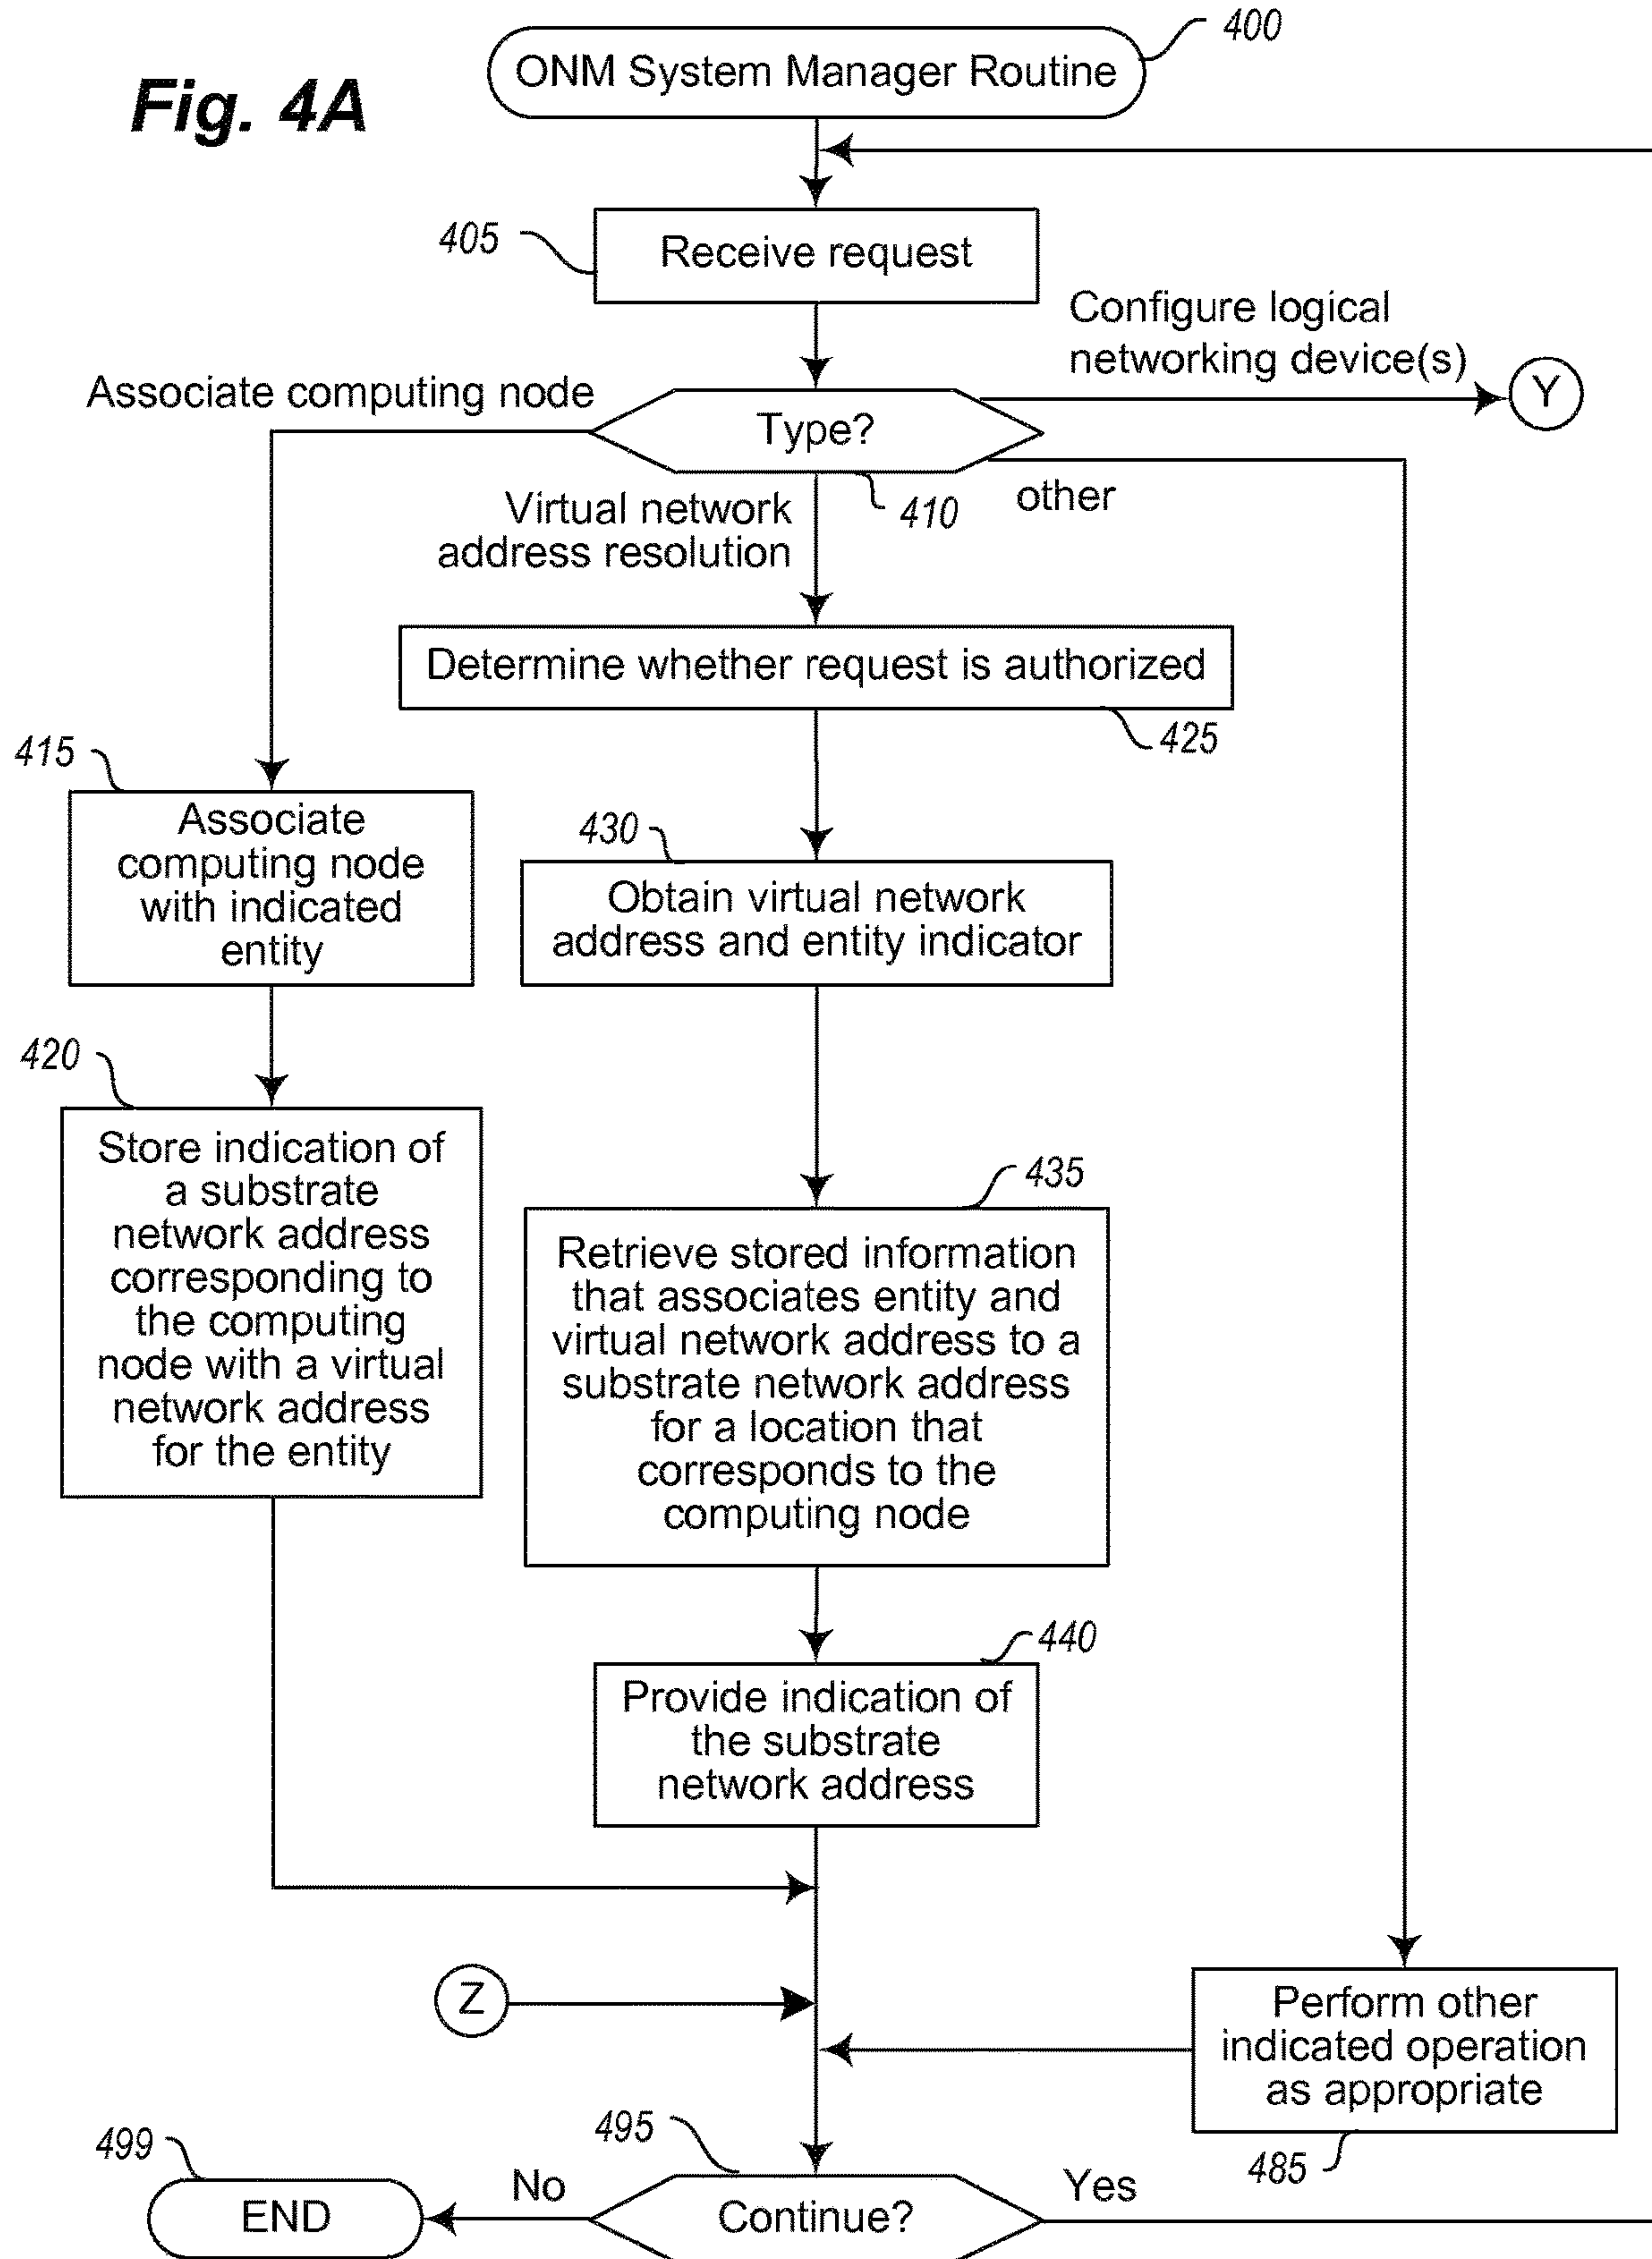 Fig. 4A
ONM System Manager Routine
400
405
Receive request
Configure logical
networking device(s)
Y
Associate computing node
Type?
410
other
Virtual network
address resolution
Determine whether request is authorized
425
415
Associate
computing node
with indicated
entity
430
Obtain virtual network
address and entity indicator
420
Store indication of
a substrate
network address
corresponding to
the computing
node with a virtual
network address
for the entity
435
Retrieve stored information
that associates entity and
virtual network address to a
substrate network address
for a location that
corresponds to the
computing node
440
Provide indication of
the substrate
network address
Z
Perform other
indicated operation
as appropriate
485
495
Continue?
Yes
No
499
END